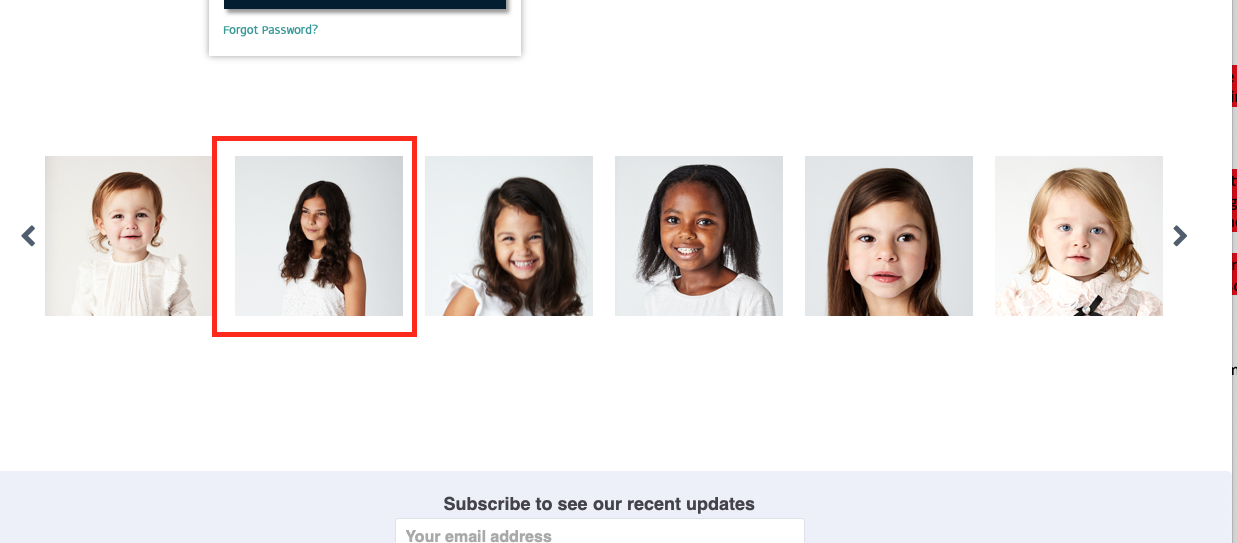 Forgot Password?
Subscribe to see our recent updates
Your email address